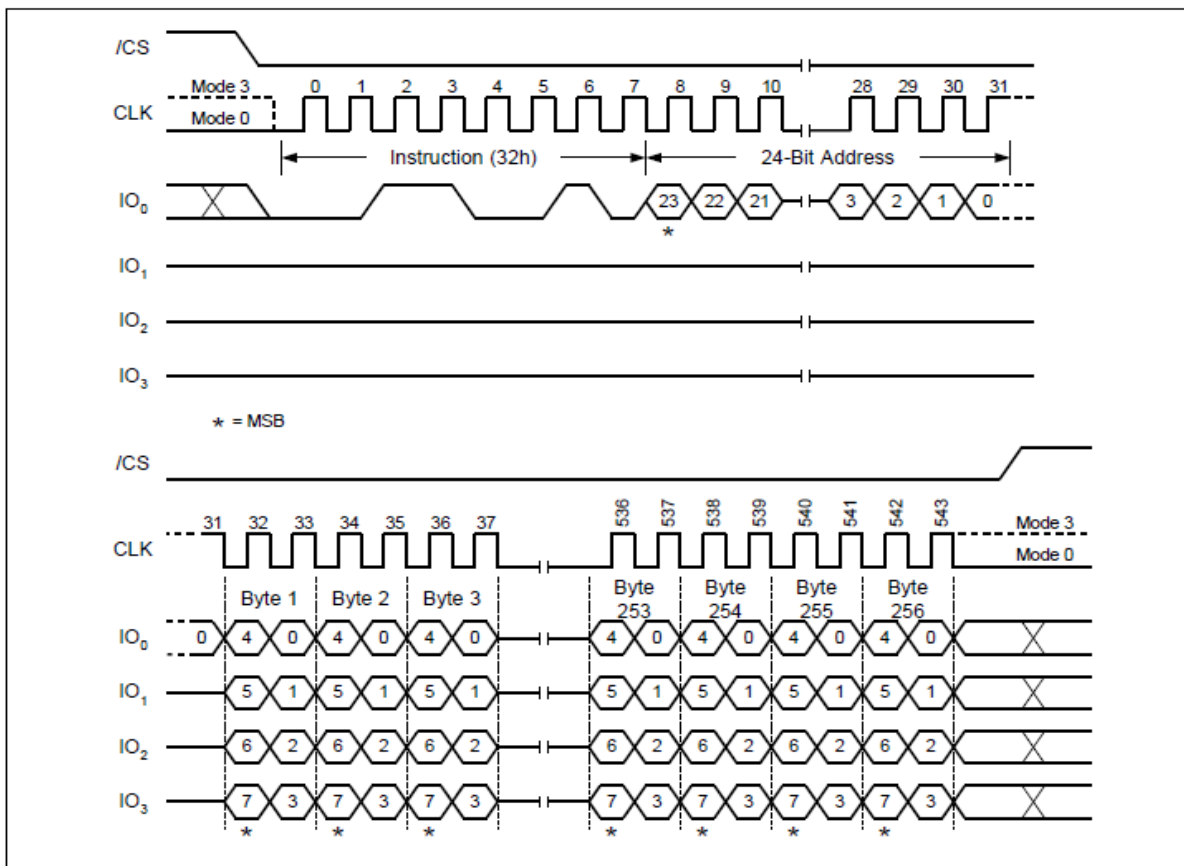 /CS
Mode 3 0 1 2 3 4 5 6 7 8 9 10 28 29 30 31
CLK
Mode 0
Instruction (32h) 24-Bit Address
IO0 23 22 21 3 2 1 0
*
IO1
IO2
IO3
* = MSB
/CS
31 32 33 34 35 36 37 536 537 538 539 540 541 542 543 Mode 3
CLK Mode 0
Byte 1 Byte 2 Byte 3 Byte 253 Byte 254 Byte 255 Byte 256
IO0 0 4 0 4 0 4 0 4 0 4 0 4 0 4 0
IO1 5 1 5 1 5 1 5 1 5 1 5 1 5 1
IO2 6 2 6 2 6 2 6 2 6 2 6 2 6 2
IO3 7 3 7 3 7 3 7 3 7 3 7 3 7 3
* * * * * * *